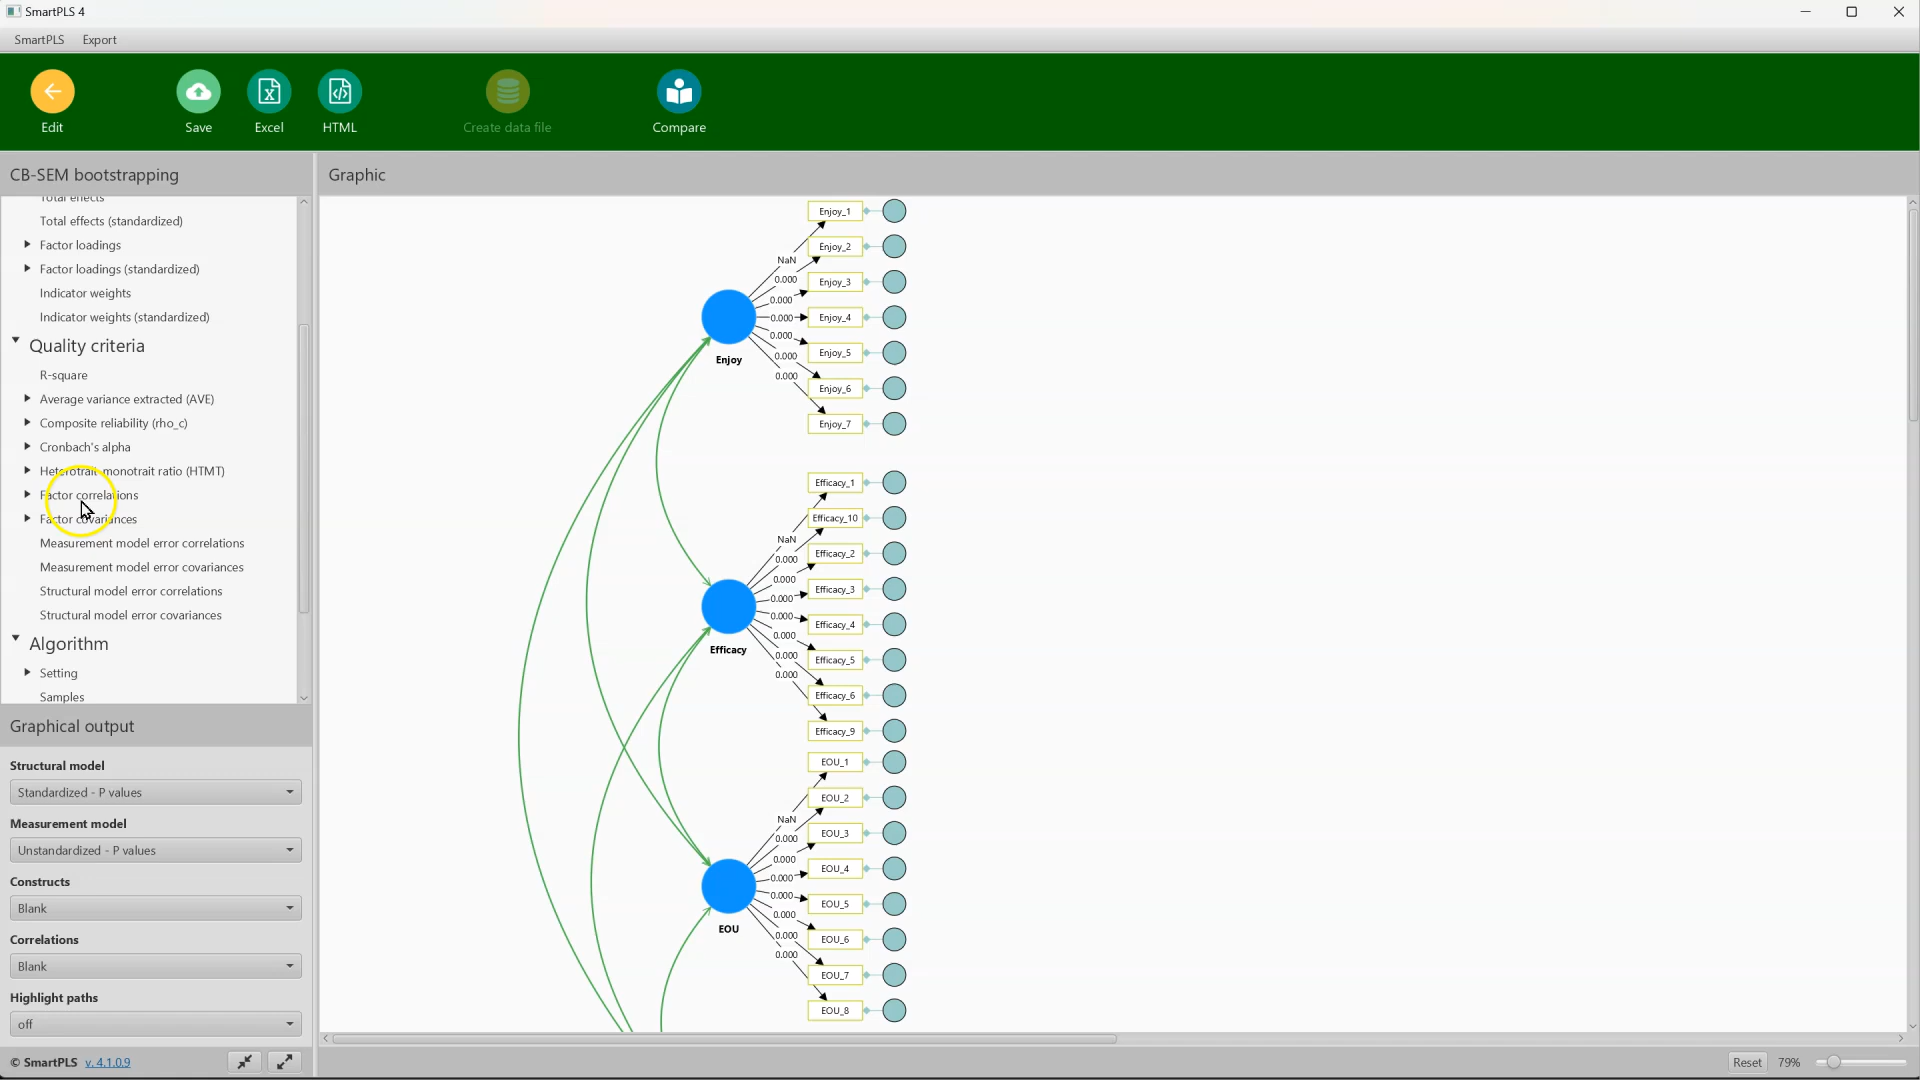 SmartPLS 4
SmartPLS Export
Edit Save Excel HTML Create data file Compare
CB-SEM bootstrapping
Graphic
Total effects
Total effects (standardized)
Factor loadings
Factor loadings (standardized)
Indicator weights
Indicator weights (standardized)
Quality criteria
R-square
Average variance extracted (AVE)
Composite reliability (rho_c)
Cronbach's alpha
Heterotrait-monotrait ratio (HTMT)
Factor correlations
Factor covariances
Measurement model error correlations
Measurement model error covariances
Structural model error correlations
Structural model error covariances
Algorithm
Setting
Samples
Graphical output
Structural model
Standardized - P values
Measurement model
Unstandardized - P values
Constructs
Blank
Correlations
Blank
Highlight paths
off
© SmartPLS v. 4.1.0.9
Enjoy_1
Enjoy_2
NaN
0.000
Enjoy_3
0.000
0.000
Enjoy_4
0.000
Enjoy_5
0.000
Enjoy
0.000
Enjoy_6
Enjoy_7
Efficacy_1
Efficacy_10
NaN
Efficacy_2
0.000
0.000
Efficacy_3
0.000
0.000
Efficacy_4
0.000
Efficacy
0.000
Efficacy_5
0.000
Efficacy_6
Efficacy_9
EOU_1
EOU_2
NaN
EOU_3
0.000
0.000
EOU_4
0.000
0.000
EOU_5
0.000
EOU
0.000
EOU_6
0.000
EOU_7
EOU_8
Reset 79%